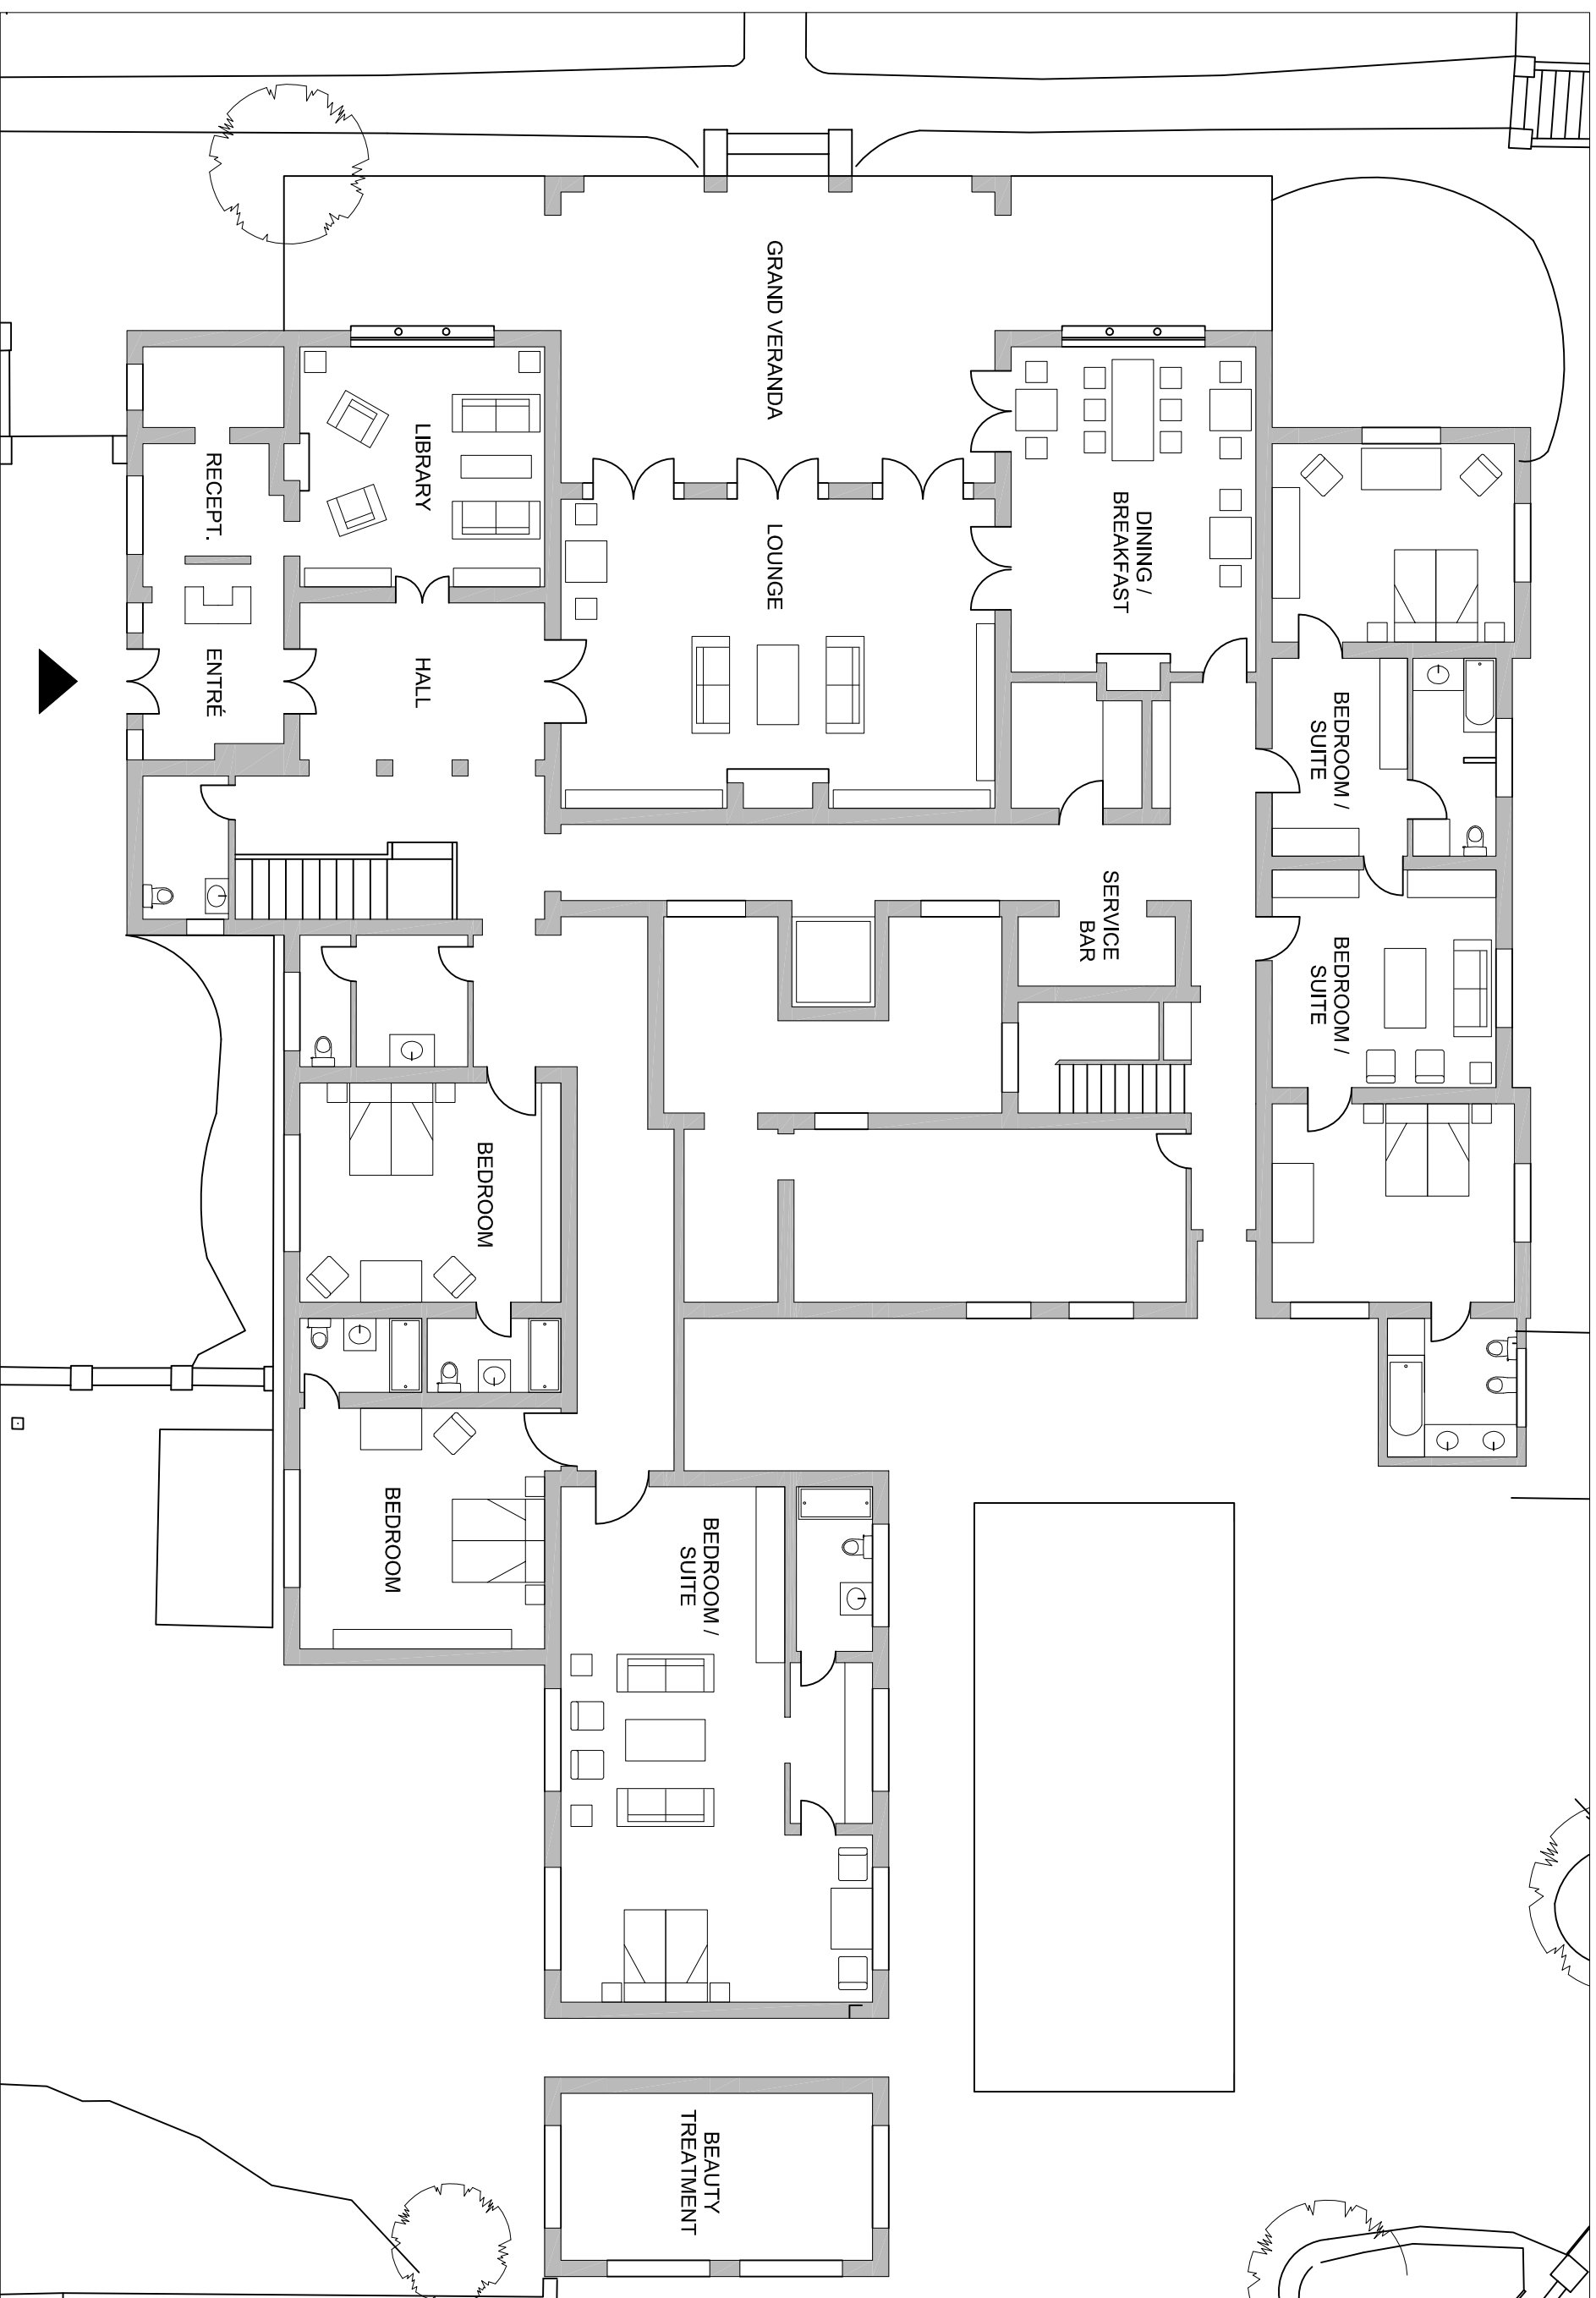 GRAND VERANDA
LIBRARY
RECEPT.
LOUNGE
DINING /
BREAKFAST
ENTRÉ
HALL
BEDROOM /
SUITE
SERVICE
BAR
BEDROOM /
SUITE
BEDROOM
BEDROOM
BEDROOM /
SUITE
BEAUTY
TREATMENT